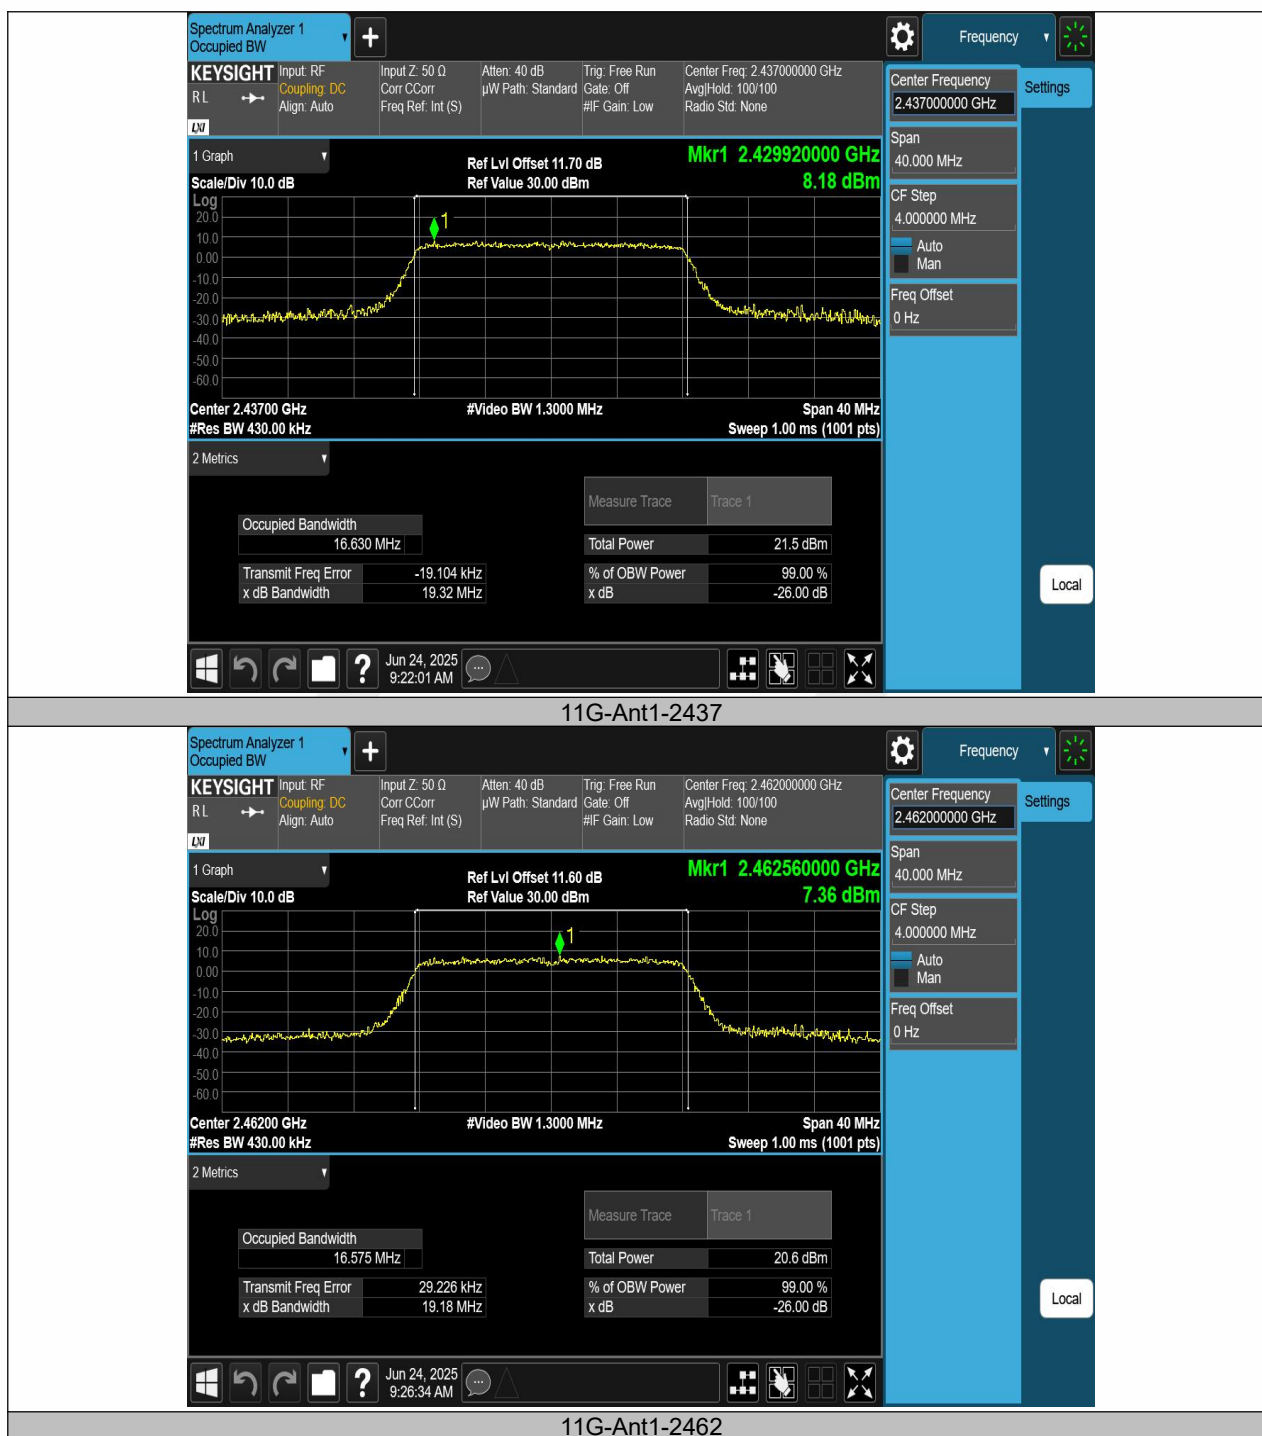 Spectrum Analyzer 1
Occupied BW
+
Frequency
KEYSIGHT
Input: RF
Coupling: DC
Align: Auto
Input Z: 50 Ω
Corr CCorr
Freq Ref: Int (S)
Atten: 40 dB
µW Path: Standard
Trig: Free Run
Gate: Off
#IF Gain: Low
Center Freq: 2.437000000 GHz
Avg|Hold: 100/100
Radio Std: None
R L
LXI
Center Frequency
2.437000000 GHz
Settings
Span
40.000 MHz
CF Step
4.000000 MHz
Auto
Man
Freq Offset
0 Hz
Local
1 Graph
Scale/Div 10.0 dB
Ref Lvl Offset 11.70 dB
Ref Value 30.00 dBm
Mkr1 2.429920000 GHz
8.18 dBm
Log
20.0
10.0
0.00
-10.0
-20.0
-30.0
-40.0
-50.0
-60.0
1
Center 2.43700 GHz
#Res BW 430.00 kHz
#Video BW 1.3000 MHz
Span 40 MHz
Sweep 1.00 ms (1001 pts)
2 Metrics
Measure Trace Trace 1
Occupied Bandwidth
16.630 MHz
Total Power 21.5 dBm
Transmit Freq Error -19.104 kHz
x dB Bandwidth 19.32 MHz
% of OBW Power 99.00 %
x dB -26.00 dB
?
Jun 24, 2025
9:22:01 AM
11G-Ant1-2437
Spectrum Analyzer 1
Occupied BW
+
Frequency
KEYSIGHT
Input: RF
Coupling: DC
Align: Auto
Input Z: 50 Ω
Corr CCorr
Freq Ref: Int (S)
Atten: 40 dB
µW Path: Standard
Trig: Free Run
Gate: Off
#IF Gain: Low
Center Freq: 2.462000000 GHz
Avg|Hold: 100/100
Radio Std: None
R L
LXI
Center Frequency
2.462000000 GHz
Settings
Span
40.000 MHz
CF Step
4.000000 MHz
Auto
Man
Freq Offset
0 Hz
Local
1 Graph
Scale/Div 10.0 dB
Ref Lvl Offset 11.60 dB
Ref Value 30.00 dBm
Mkr1 2.462560000 GHz
7.36 dBm
Log
20.0
10.0
0.00
-10.0
-20.0
-30.0
-40.0
-50.0
-60.0
1
Center 2.46200 GHz
#Res BW 430.00 kHz
#Video BW 1.3000 MHz
Span 40 MHz
Sweep 1.00 ms (1001 pts)
2 Metrics
Measure Trace Trace 1
Occupied Bandwidth
16.575 MHz
Total Power 20.6 dBm
Transmit Freq Error 29.226 kHz
x dB Bandwidth 19.18 MHz
% of OBW Power 99.00 %
x dB -26.00 dB
?
Jun 24, 2025
9:26:34 AM
11G-Ant1-2462